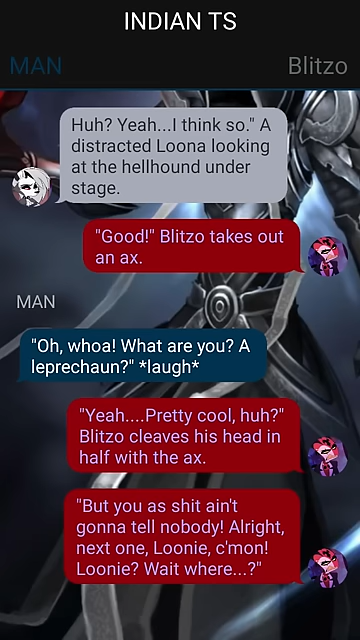 INDIAN TS
MAN
Blitzo
Huh? Yeah...I think so." A
distracted Loona looking
at the hellhound under
stage.
"Good!" Blitzo takes out
an ax.
MAN
"Oh, whoa! What are you? A
leprechaun?" *laugh*
"Yeah....Pretty cool, huh?"
Blitzo cleaves his head in
half with the ax.
"But you as shit ain't
gonna tell nobody! Alright,
next one, Loonie, c'mon!
Loonie? Wait where...?"